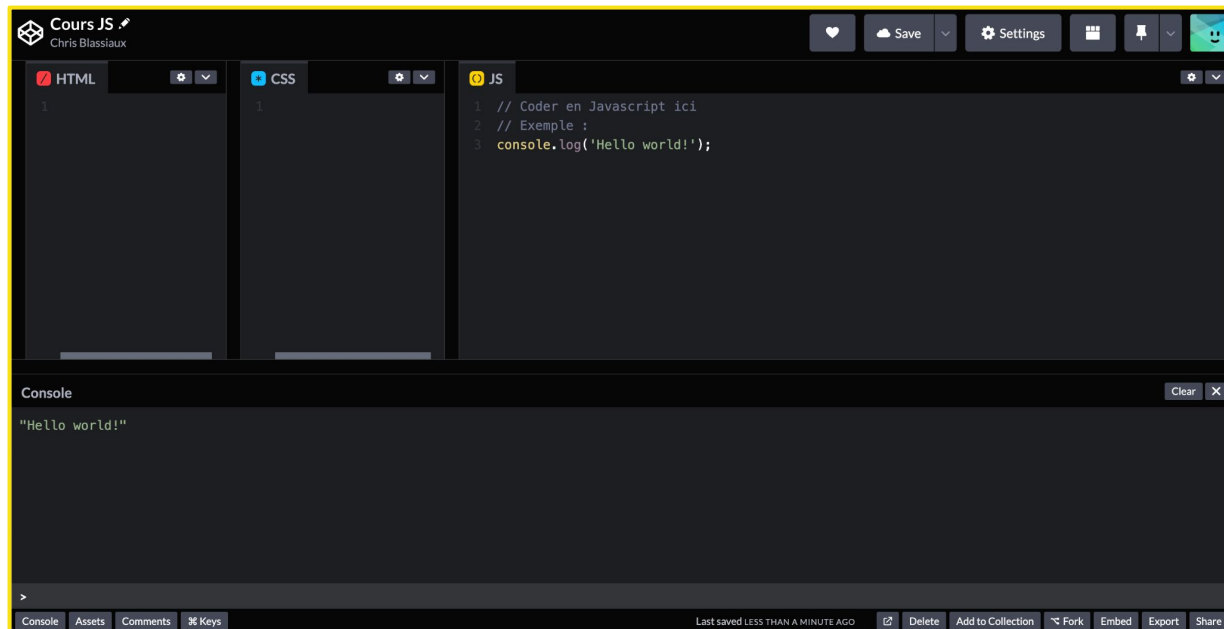 Cours JS
Chris Blassiaux
Save
Settings
HTML
CSS
JS
1
1
1 // Coder en Javascript ici
2 // Exemple :
3 console.log('Hello world!');
Console
Clear
"Hello world!"
>
Console Assets Comments ⌘ Keys
Last saved LESS THAN A MINUTE AGO
Delete Add to Collection Fork Embed Export Share